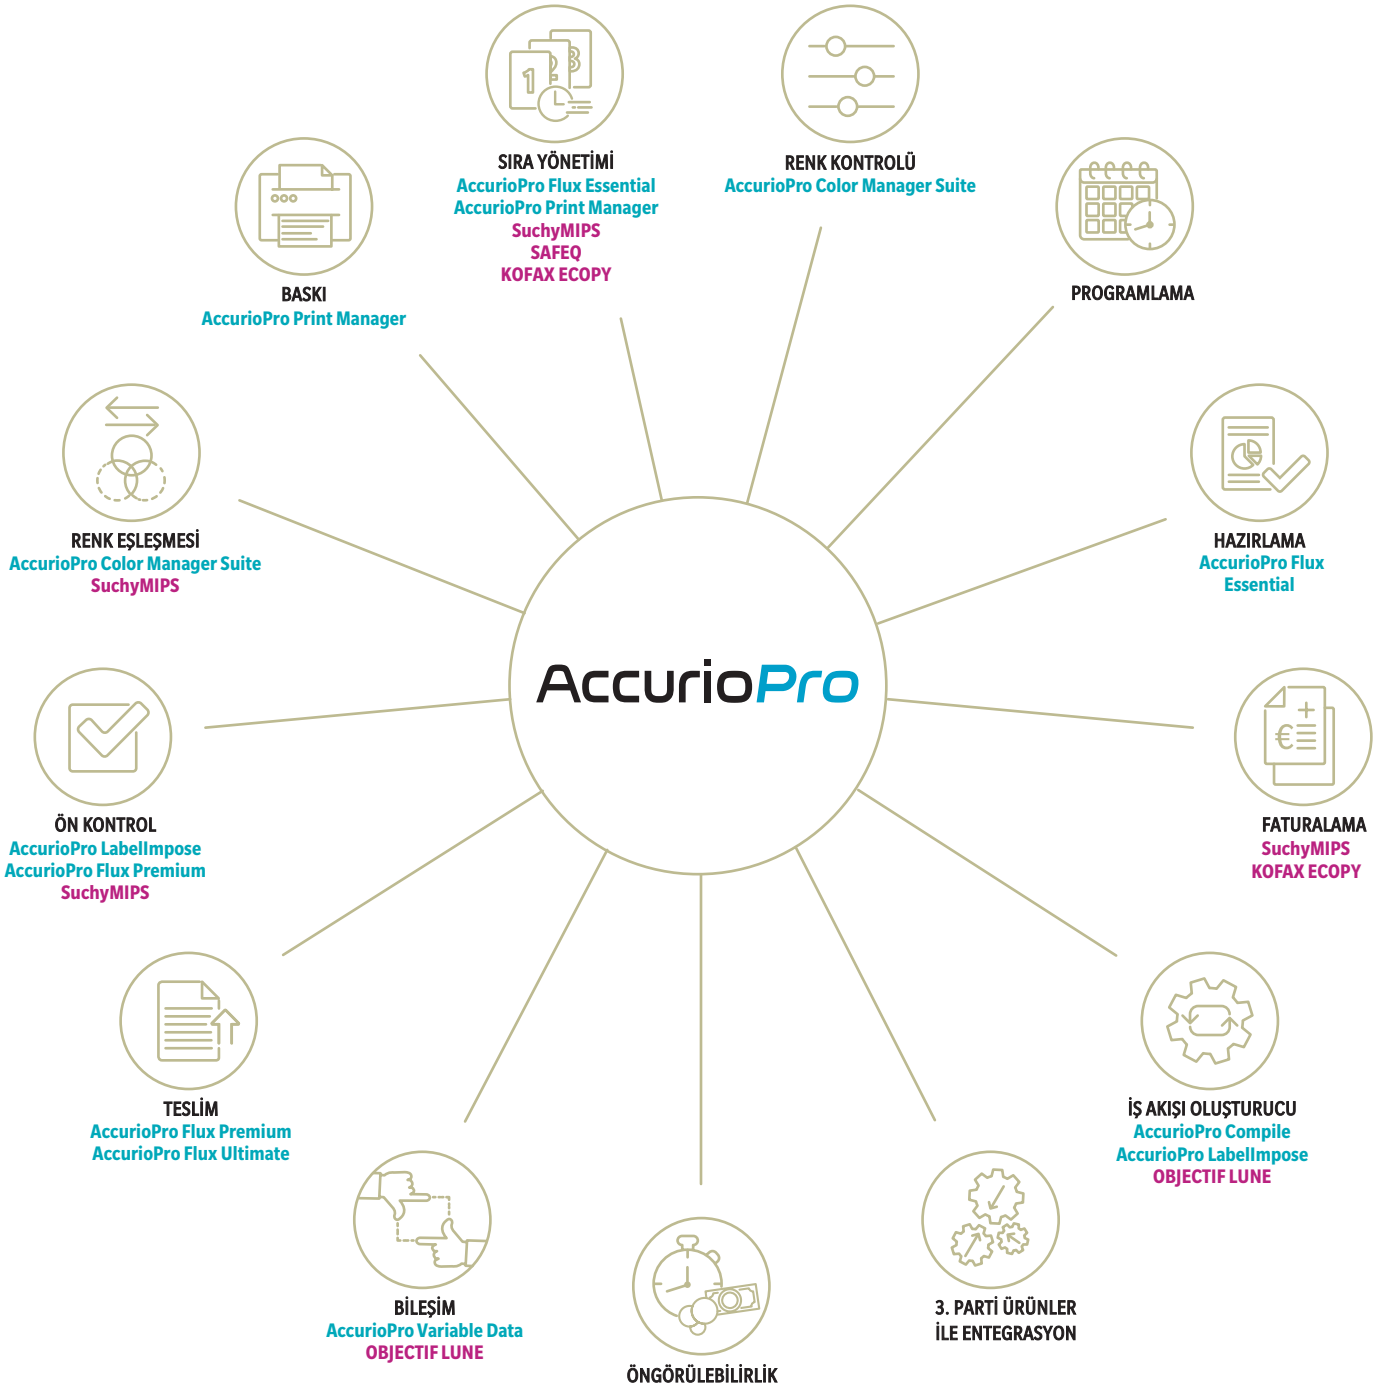 1
2
3
SIRA YÖNETİMİ
AccurioPro Flux Essential
AccurioPro Print Manager
SuchyMIPS
SAFEQ
KOFAX ECOPY
RENK KONTROLÜ
AccurioPro Color Manager Suite
BASKI
AccurioPro Print Manager
PROGRAMLAMA
RENK EŞLEŞMESİ
AccurioPro Color Manager Suite
SuchyMIPS
HAZIRLAMA
AccurioPro Flux
Essential
AccurioPro
ÖN KONTROL
AccurioPro LabelImpose
AccurioPro Flux Premium
SuchyMIPS
€
FATURALAMA
SuchyMIPS
KOFAX ECOPY
TESLİM
AccurioPro Flux Premium
AccurioPro Flux Ultimate
İŞ AKIŞI OLUŞTURUCU
AccurioPro Compile
AccurioPro LabelImpose
OBJECTIF LUNE
BİLEŞİM
AccurioPro Variable Data
OBJECTIF LUNE
3. PARTİ ÜRÜNLER
İLE ENTEGRASYON
ÖNGÖRÜLEBİLİRLİK